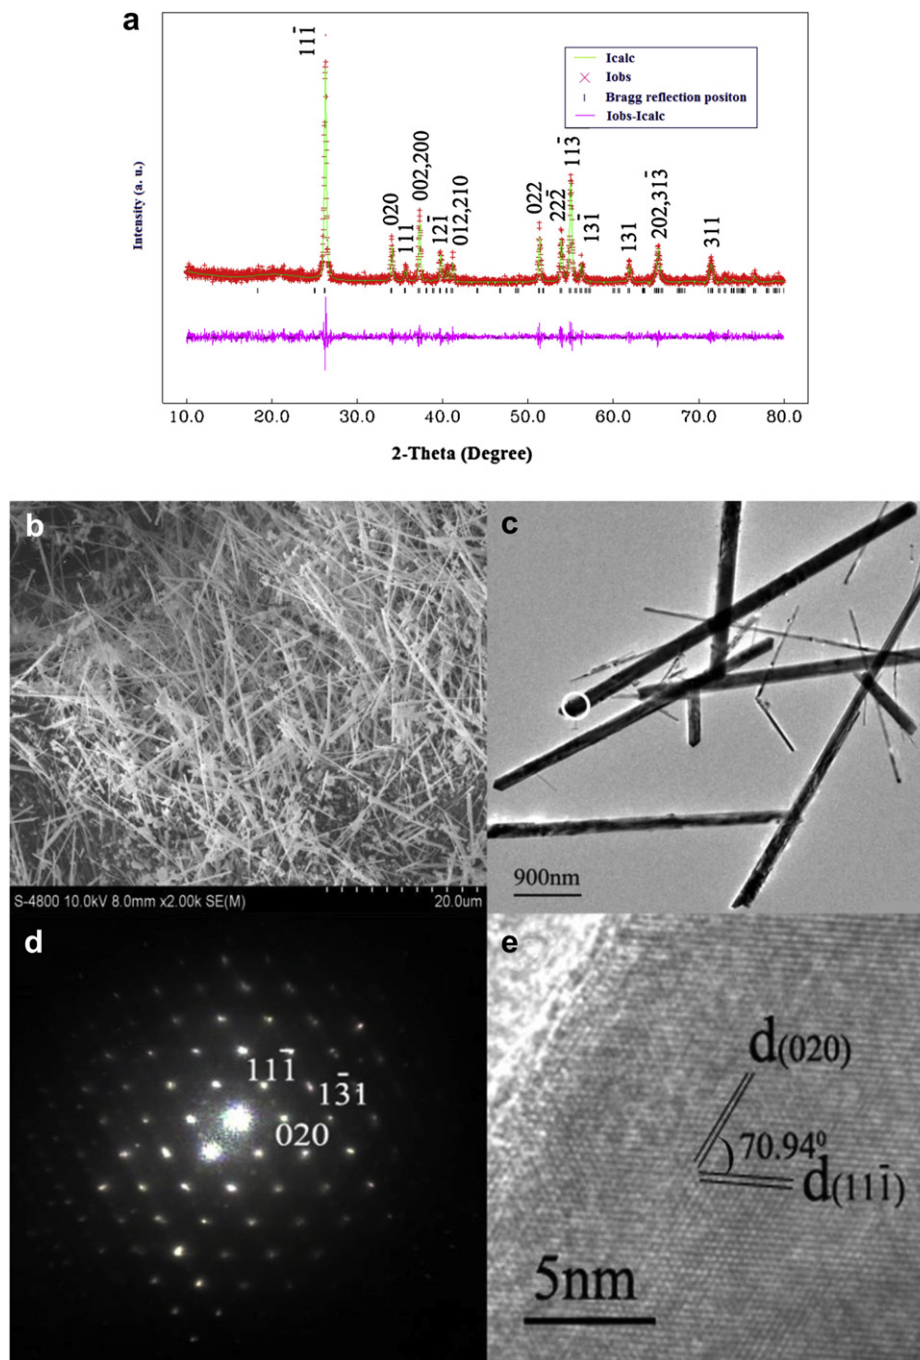 a
Intensity (a. u.)
111̄
020
111
002,200
121̄
012,210
022
222̄
113̄
131̄
131
202,313̄
311
Icalc
Iobs
Bragg reflection positon
Iobs-Icalc
10.0 20.0 30.0 40.0 50.0 60.0 70.0 80.0
2-Theta (Degree)
b
S-4800 10.0kV 8.0mm x2.00k SE(M) 20.0um
c
900nm
d
111̄
13̄1
020
e
d(020)
70.94⁰
d(111̄)
5nm